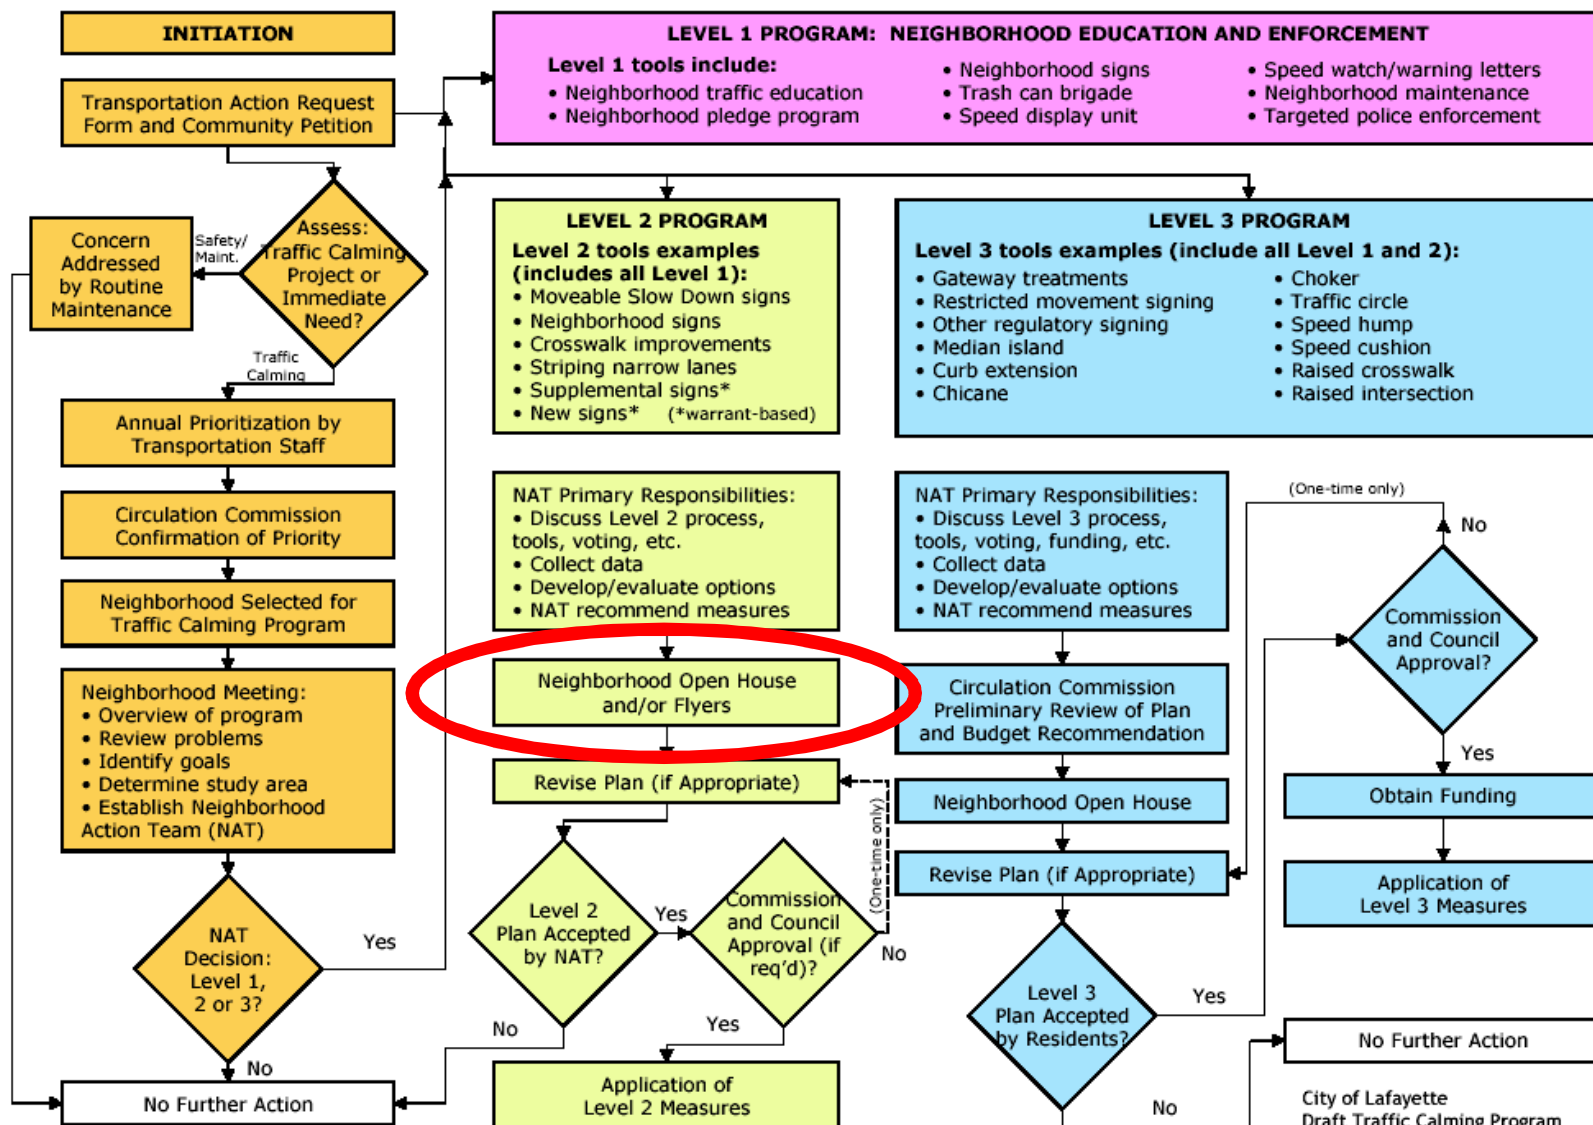 INITIATION
Transportation Action Request
Form and Community Petition
Assess:
Traffic Calming
Project or
Immediate
Need?
Safety/
Maint.
Concern
Addressed
by Routine
Maintenance
Traffic
Calming
Annual Prioritization by
Transportation Staff
Circulation Commission
Confirmation of Priority
Neighborhood Selected for
Traffic Calming Program
Neighborhood Meeting:
• Overview of program
• Review problems
• Identify goals
• Determine study area
• Establish Neighborhood
Action Team (NAT)
NAT
Decision:
Level 1,
2 or 3?
Yes
No
No Further Action
LEVEL 1 PROGRAM: NEIGHBORHOOD EDUCATION AND ENFORCEMENT
Level 1 tools include:
• Neighborhood traffic education
• Neighborhood pledge program
• Neighborhood signs
• Trash can brigade
• Speed display unit
• Speed watch/warning letters
• Neighborhood maintenance
• Targeted police enforcement
LEVEL 2 PROGRAM
Level 2 tools examples
(includes all Level 1):
• Moveable Slow Down signs
• Neighborhood signs
• Crosswalk improvements
• Striping narrow lanes
• Supplemental signs*
• New signs* (*warrant-based)
NAT Primary Responsibilities:
• Discuss Level 2 process,
tools, voting, etc.
• Collect data
• Develop/evaluate options
• NAT recommend measures
Neighborhood Open House
and/or Flyers
Revise Plan (if Appropriate)
(One-time only)
Level 2
Plan Accepted
by NAT?
Yes
No
Commission
and Council
Approval (if
req'd)?
No
Yes
Application of
Level 2 Measures
LEVEL 3 PROGRAM
Level 3 tools examples (include all Level 1 and 2):
• Gateway treatments
• Restricted movement signing
• Other regulatory signing
• Median island
• Curb extension
• Chicane
• Choker
• Traffic circle
• Speed hump
• Speed cushion
• Raised crosswalk
• Raised intersection
NAT Primary Responsibilities:
• Discuss Level 3 process,
tools, voting, funding, etc.
• Collect data
• Develop/evaluate options
• NAT recommend measures
Circulation Commission
Preliminary Review of Plan
and Budget Recommendation
Neighborhood Open House
Revise Plan (if Appropriate)
Level 3
Plan Accepted
by Residents?
Yes
No
(One-time only)
No
Commission
and Council
Approval?
Yes
Obtain Funding
Application of
Level 3 Measures
No Further Action
City of Lafayette
Draft Traffic Calming Program